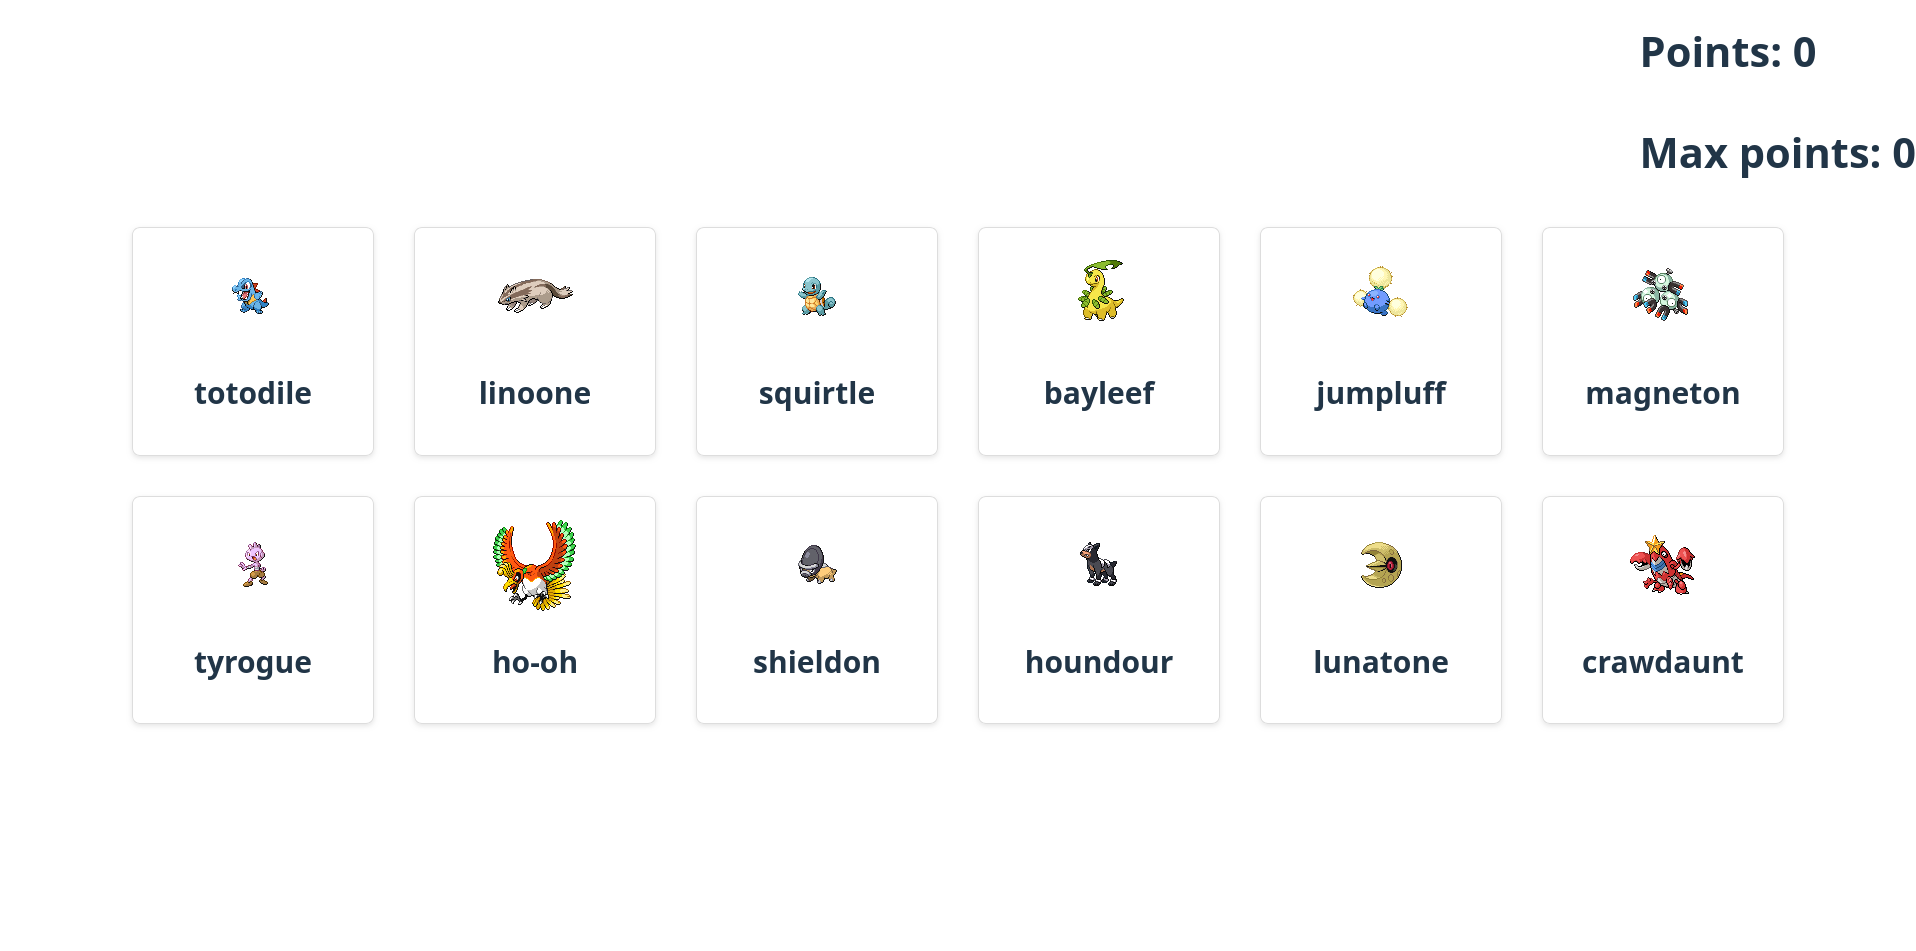 Points: 0
Max points: 0
totodile
linoone
squirtle
bayleef
jumpluff
magneton
tyrogue
ho-oh
shieldon
houndour
lunatone
crawdaunt